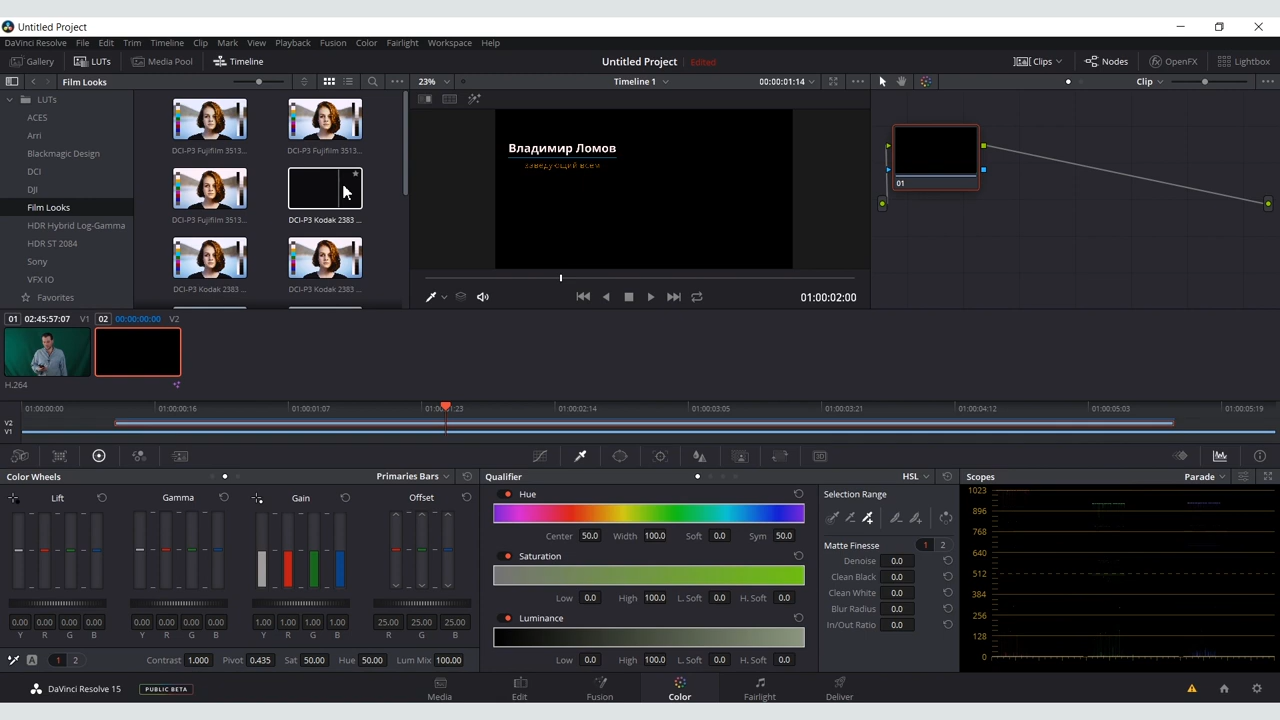 Untitled Project
DaVinci Resolve File Edit Trim Timeline Clip Mark View Playback Fusion Color Fairlight Workspace Help
Gallery LUTs Media Pool Timeline Untitled Project Edited Clips Nodes OpenFX Lightbox
Film Looks 23% Timeline 1 00:00:01:14 Clip
LUTs
ACES
Arri
Blackmagic Design
DCI
DJI
Film Looks
HDR Hybrid Log-Gamma
HDR ST 2084
Sony
VFX IO
Favorites
DCI-P3 Fujifilm 3513... DCI-P3 Fujifilm 3513...
DCI-P3 Fujifilm 3513... DCI-P3 Kodak 2383 ...
DCI-P3 Kodak 2383 ... DCI-P3 Kodak 2383 ...
Владимир Ломов
заведующий всем
01
01:00:02:00
01 02:45:57:07 V1 02 00:00:00:00 V2
H.264
01:00:00:00 01:00:00:16 01:00:01:07 01:00:01:23 01:00:02:14 01:00:03:05 01:00:03:21 01:00:04:12 01:00:05:03 01:00:05:19
V2
V1
Color Wheels Primaries Bars Qualifier HSL Scopes Parade
Lift Gamma Gain Offset
0.00 0.00 0.00 0.00 0.00 0.00 0.00 0.00 1.00 1.00 1.00 1.00 25.00 25.00 25.00
Y R G B Y R G B Y R G B R G B
A 1 2 Contrast 1.000 Pivot 0.435 Sat 50.00 Hue 50.00 Lum Mix 100.00
Hue
Center 50.0 Width 100.0 Soft 0.0 Sym 50.0
Saturation
Low 0.0 High 100.0 L. Soft 0.0 H. Soft 0.0
Luminance
Low 0.0 High 100.0 L. Soft 0.0 H. Soft 0.0
Selection Range
Matte Finesse 1 2
Denoise 0.0
Clean Black 0.0
Clean White 0.0
Blur Radius 0.0
In/Out Ratio 0.0
1023
896
768
640
512
384
256
128
0
DaVinci Resolve 15 PUBLIC BETA Media Edit Fusion Color Fairlight Deliver